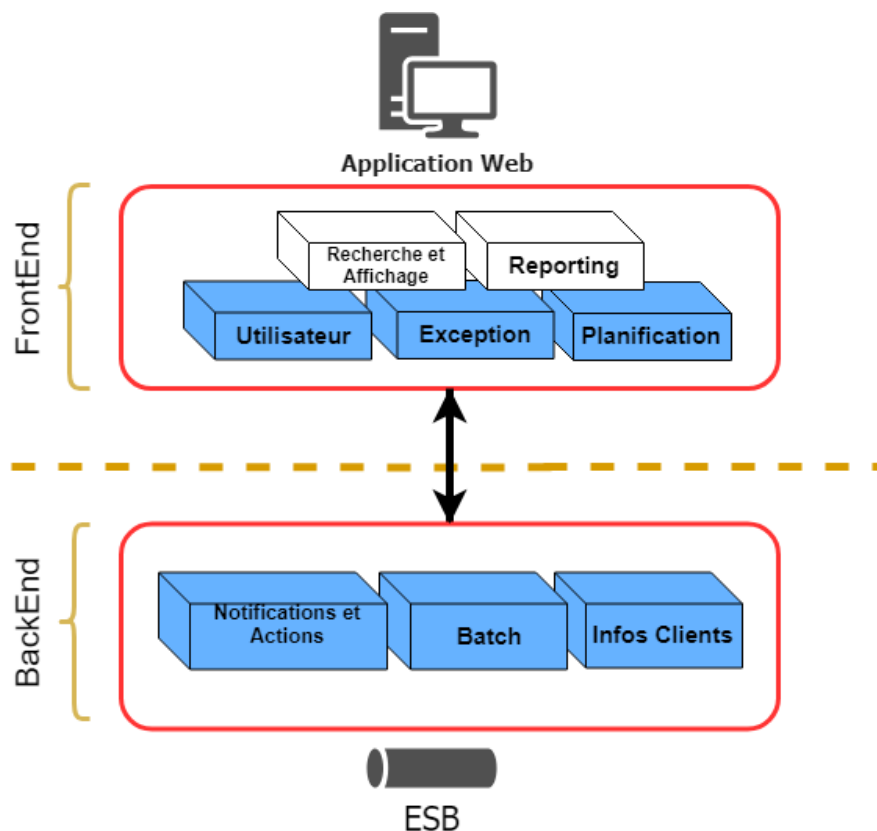 Application Web
FrontEnd
Recherche et
Affichage
Reporting
Utilisateur
Exception
Planification
BackEnd
Notifications et
Actions
Batch
Infos Clients
ESB